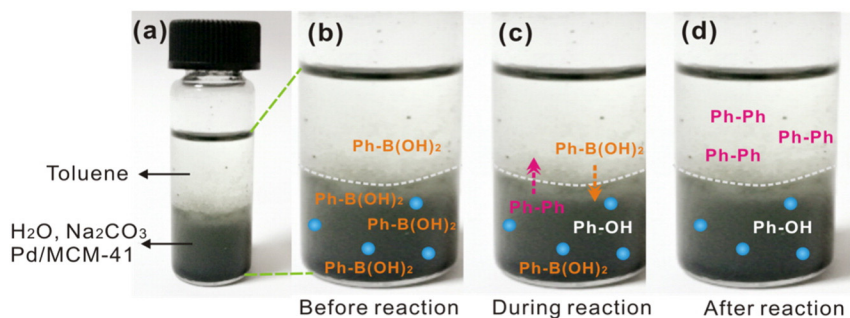 (a)
Toluene
H₂O, Na₂CO₃
Pd/MCM-41
(b)
Ph-B(OH)₂
Ph-B(OH)₂
Ph-B(OH)₂
Ph-B(OH)₂
Before reaction
(c)
Ph-B(OH)₂
Ph-Ph
Ph-OH
Ph-B(OH)₂
During reaction
(d)
Ph-Ph
Ph-Ph
Ph-Ph
Ph-OH
After reaction